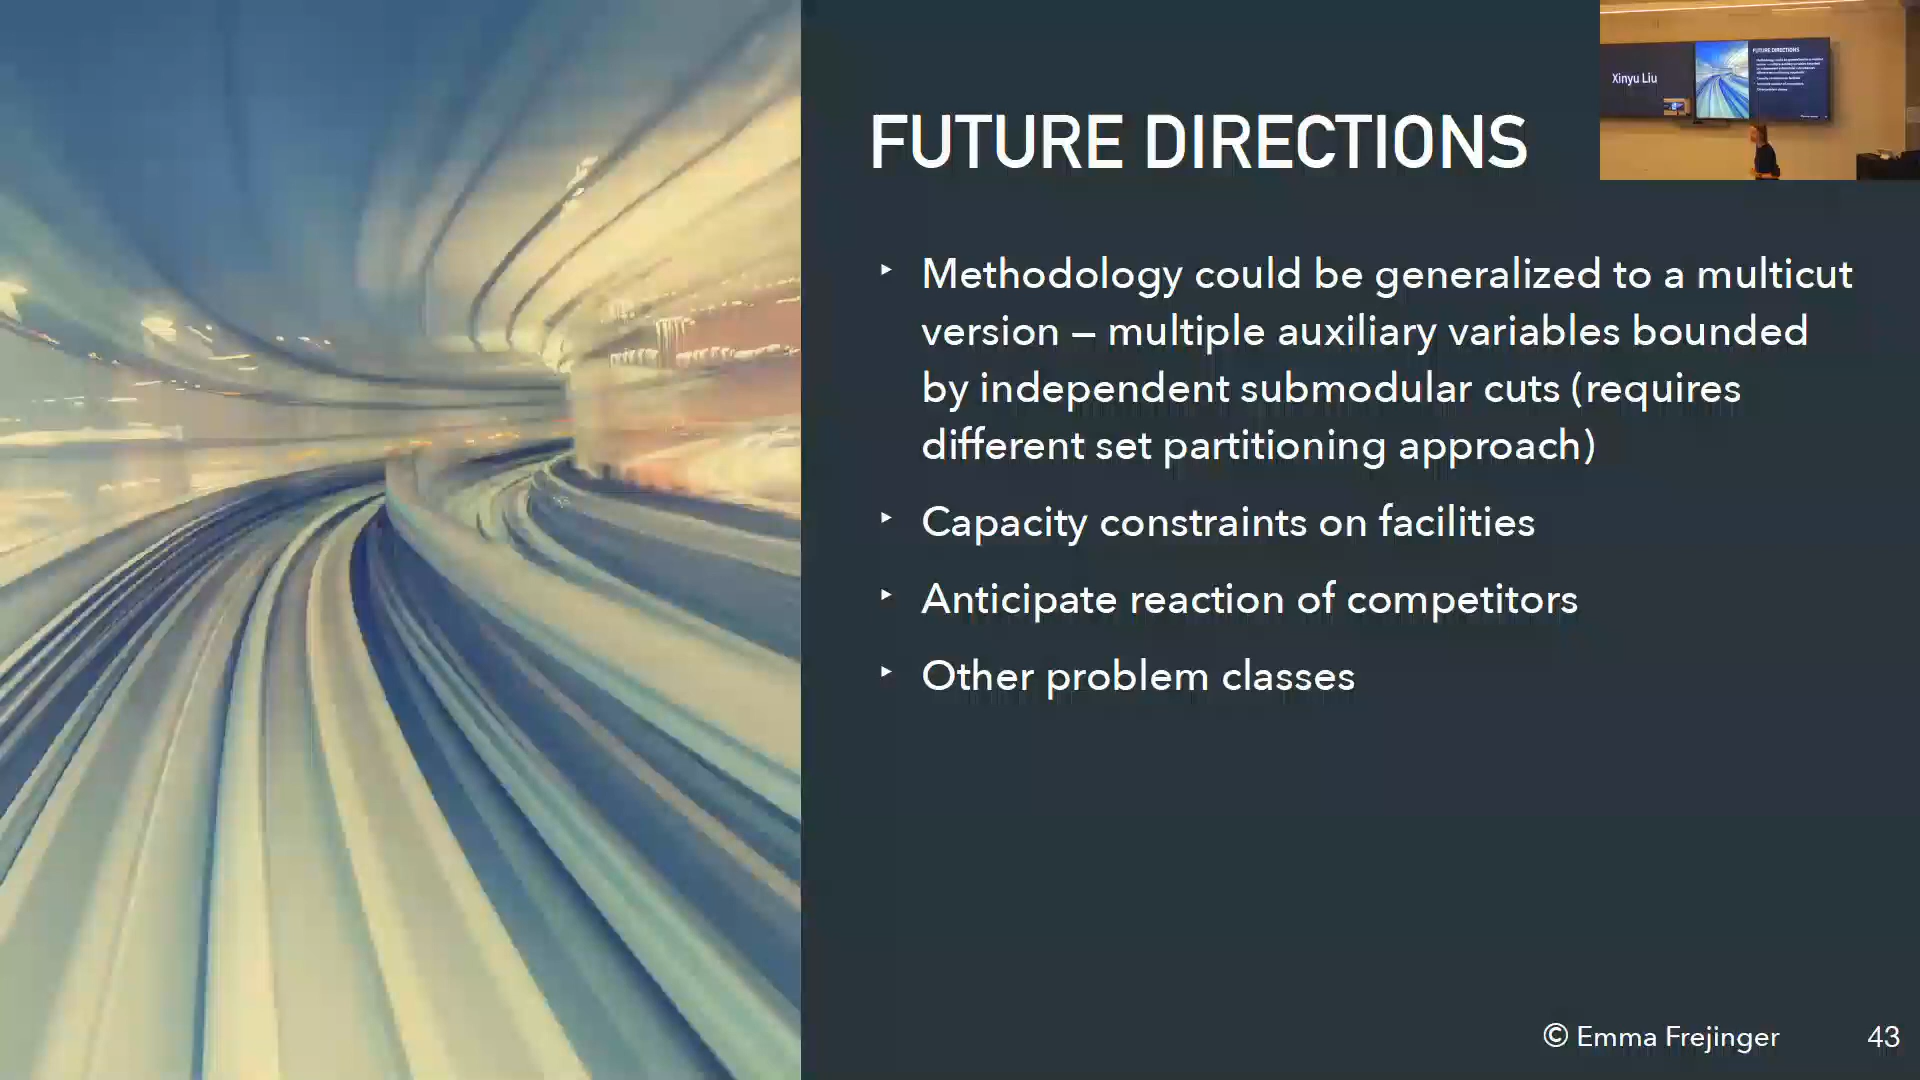 Xinyu Liu
FUTURE DIRECTIONS
FUTURE DIRECTIONS
‣ Methodology could be generalized to a multicut
version – multiple auxiliary variables bounded
by independent submodular cuts (requires
different set partitioning approach)
‣ Capacity constraints on facilities
‣ Anticipate reaction of competitors
‣ Other problem classes
© Emma Frejinger
43